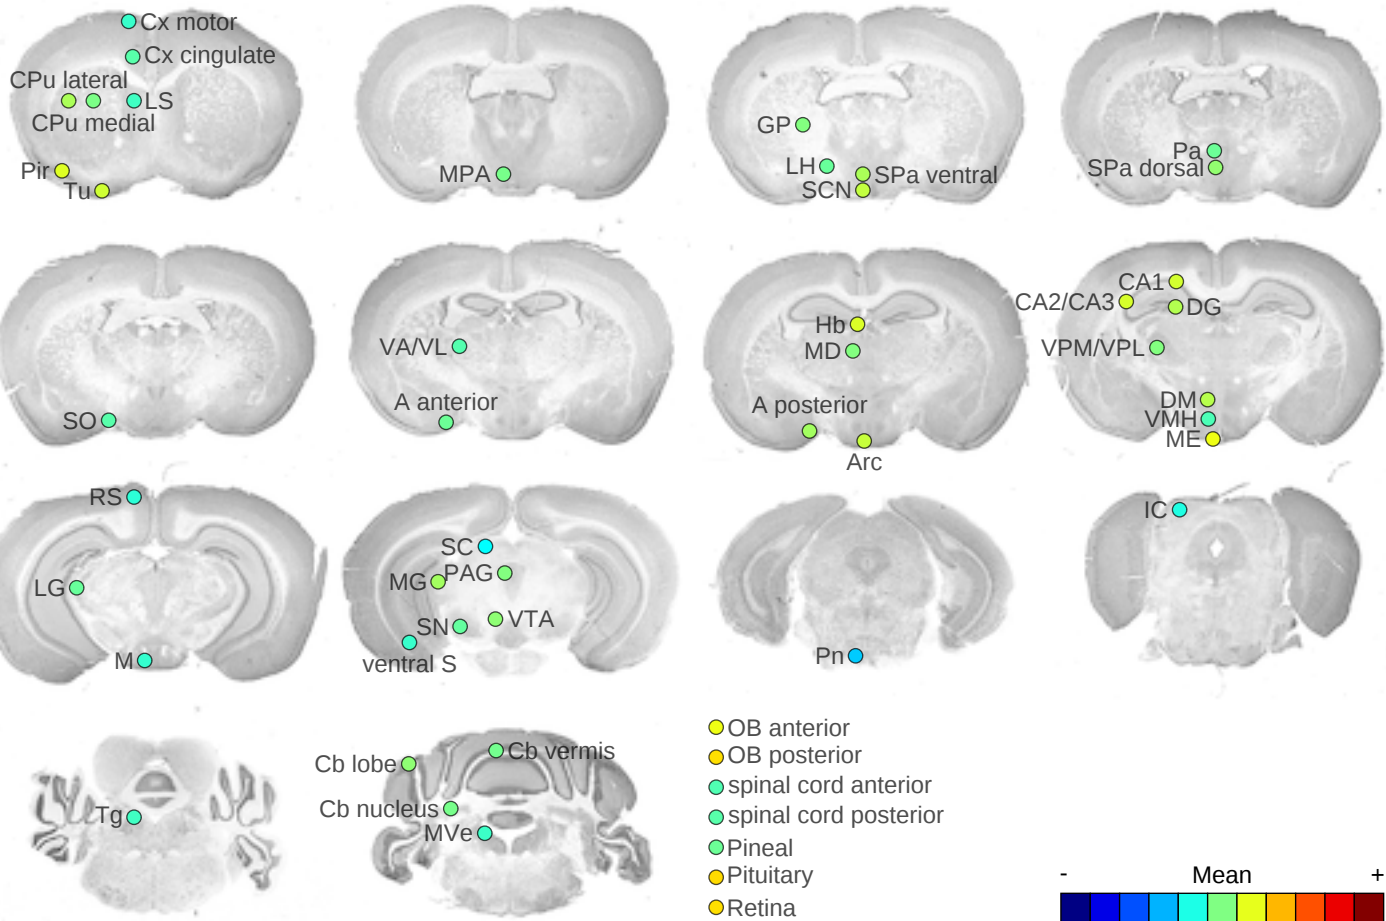 Cx motor
Cx cingulate
CPu lateral
LS
CPu medial
Pir
Tu
MPA
GP
LH
SPa ventral
SCN
Pa
SPa dorsal
SO
VA/VL
A anterior
Hb
MD
A posterior
Arc
CA1
CA2/CA3
DG
VPM/VPL
DM
VMH
ME
RS
LG
M
SC
PAG
MG
VTA
SN
ventral S
Pn
IC
Tg
Cb vermis
Cb lobe
Cb nucleus
MVe
OB anterior
OB posterior
spinal cord anterior
spinal cord posterior
Pineal
Pituitary
Retina
- Mean +